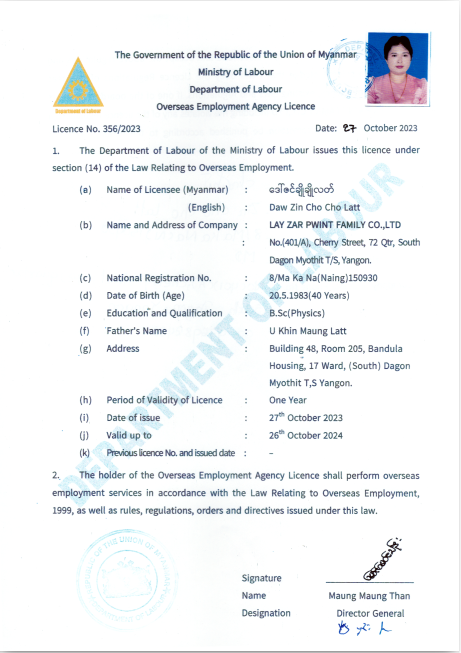 The Government of the Republic of the Union of Myanmar
Ministry of Labour
Department of Labour
Overseas Employment Agency Licence
Department of Labour
Licence No. 356/2023 Date: 27 October 2023
1. The Department of Labour of the Ministry of Labour issues this licence under
section (14) of the Law Relating to Overseas Employment.
(a) Name of Licensee (Myanmar) : ဒေါ်ဇင်ချိုချိုလတ်
(English) : Daw Zin Cho Cho Latt
(b) Name and Address of Company : LAY ZAR PWINT FAMILY CO.,LTD
: No.(401/A), Cherry Street, 72 Qtr, South
Dagon Myothit T/S, Yangon.
(c) National Registration No. : 8/Ma Ka Na(Naing)150930
(d) Date of Birth (Age) : 20.5.1983(40 Years)
(e) Education and Qualification : B.Sc(Physics)
(f) Father's Name : U Khin Maung Latt
(g) Address : Building 48, Room 205, Bandula
Housing, 17 Ward, (South) Dagon
Myothit T,S Yangon.
(h) Period of Validity of Licence : One Year
(i) Date of issue : 27th October 2023
(j) Valid up to : 26th October 2024
(k) Previous licence No. and issued date : -
2. The holder of the Overseas Employment Agency Licence shall perform overseas
employment services in accordance with the Law Relating to Overseas Employment,
1999, as well as rules, regulations, orders and directives issued under this law.
DEPARTMENT OF LABOUR
Signature
Name Maung Maung Than
Designation Director General